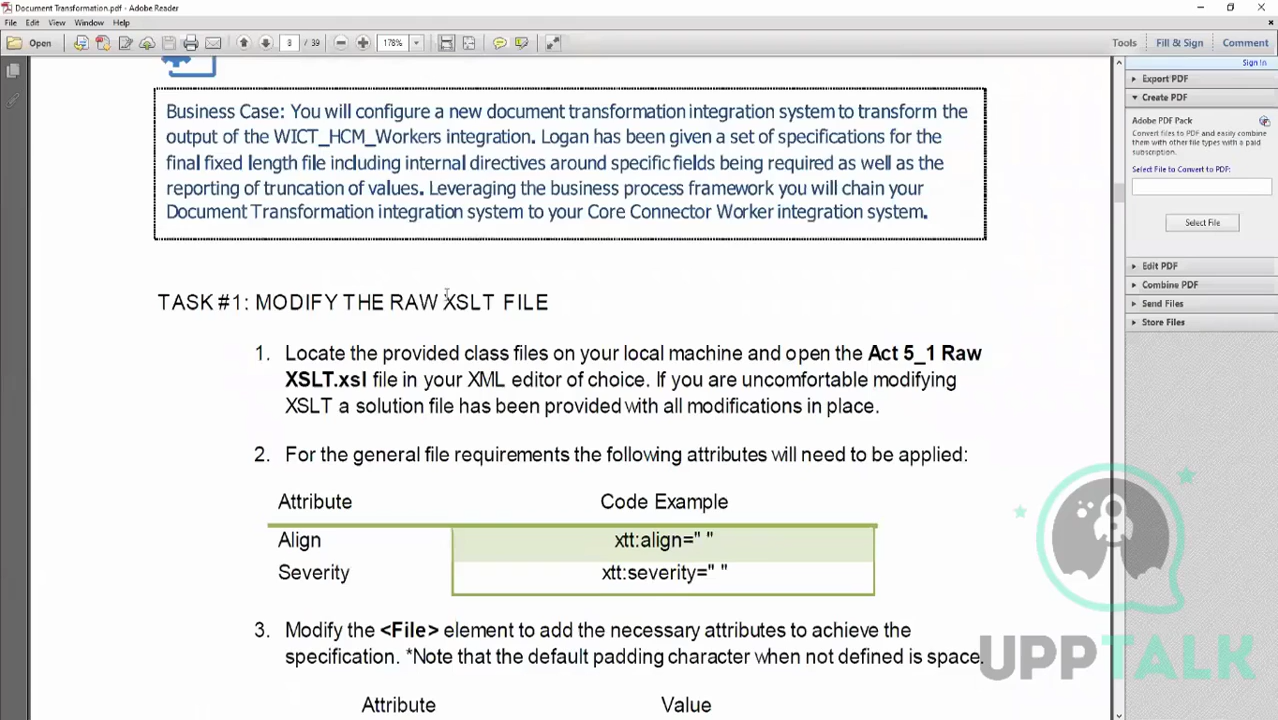 Document Transformation.pdf - Adobe Reader
File Edit View Window Help
Open
8 / 39
178%
Tools
Fill & Sign
Comment
Sign In
Export PDF
Create PDF
Adobe PDF Pack
Convert files to PDF and easily combine
them with other file types with a paid
subscription.
Select File to Convert to PDF:
Select File
Edit PDF
Combine PDF
Send Files
Store Files
Business Case: You will configure a new document transformation integration system to transform the
output of the WICT_HCM_Workers integration. Logan has been given a set of specifications for the
final fixed length file including internal directives around specific fields being required as well as the
reporting of truncation of values. Leveraging the business process framework you will chain your
Document Transformation integration system to your Core Connector Worker integration system.
TASK #1: MODIFY THE RAW XSLT FILE
1. Locate the provided class files on your local machine and open the Act 5_1 Raw
XSLT.xsl file in your XML editor of choice. If you are uncomfortable modifying
XSLT a solution file has been provided with all modifications in place.
2. For the general file requirements the following attributes will need to be applied:
Attribute Code Example
Align xtt:align=" "
Severity xtt:severity=" "
3. Modify the <File> element to add the necessary attributes to achieve the
specification. *Note that the default padding character when not defined is space.
Attribute Value
UPPTALK